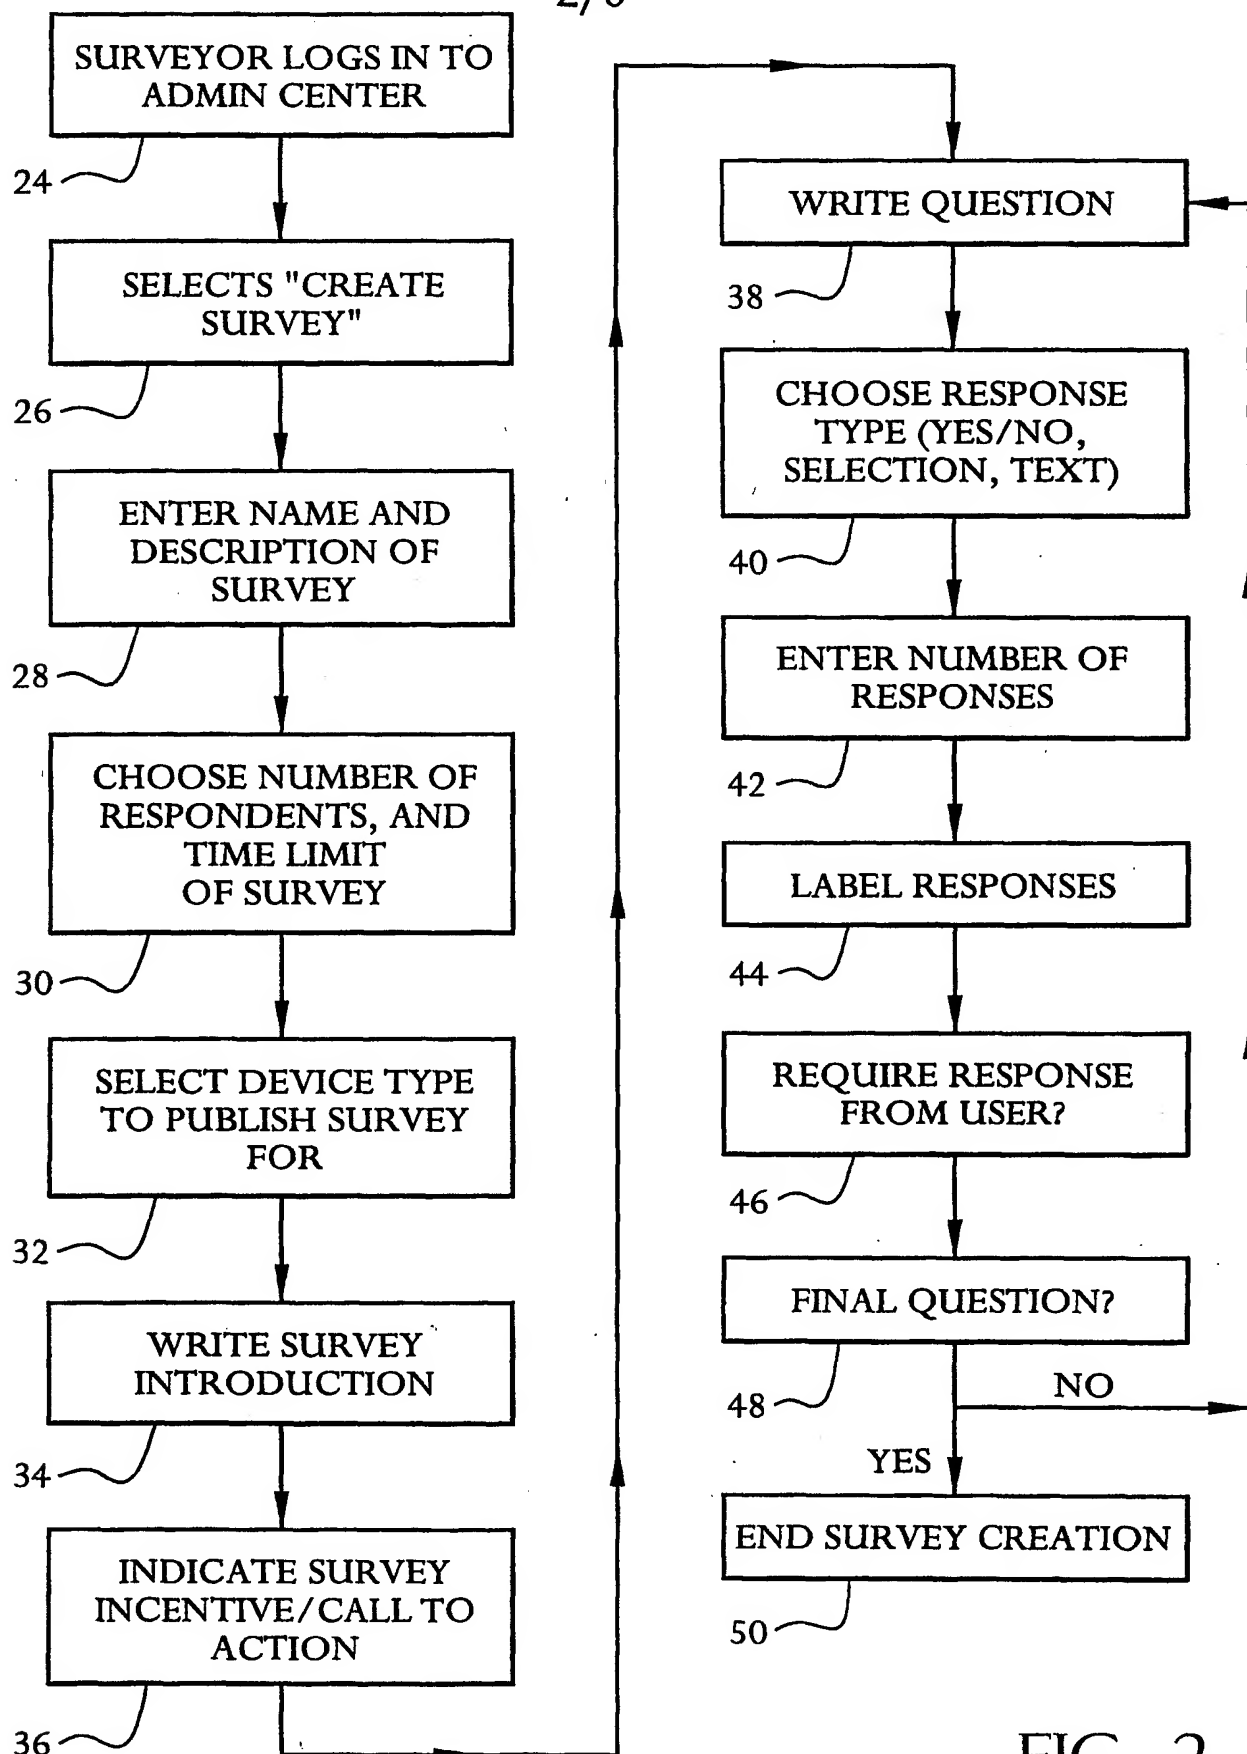 SURVEYOR LOGS IN TO
ADMIN CENTER
24
SELECTS "CREATE
SURVEY"
26
ENTER NAME AND
DESCRIPTION OF
SURVEY
28
CHOOSE NUMBER OF
RESPONDENTS, AND
TIME LIMIT
OF SURVEY
30
SELECT DEVICE TYPE
TO PUBLISH SURVEY
FOR
32
WRITE SURVEY
INTRODUCTION
34
INDICATE SURVEY
INCENTIVE/CALL TO
ACTION
36
WRITE QUESTION
38
CHOOSE RESPONSE
TYPE (YES/NO,
SELECTION, TEXT)
40
ENTER NUMBER OF
RESPONSES
42
LABEL RESPONSES
44
REQUIRE RESPONSE
FROM USER?
46
FINAL QUESTION?
48
NO
YES
END SURVEY CREATION
50
FIG. 2